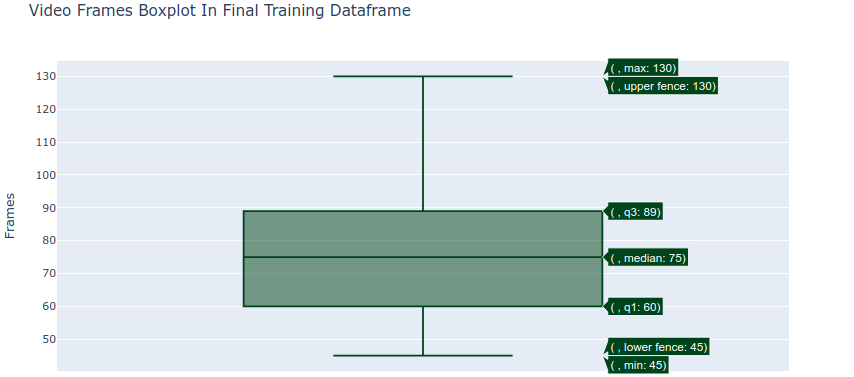 Video Frames Boxplot In Final Training Dataframe
130
120
110
100
90
80
70
60
50
Frames
( , max: 130)
( , upper fence: 130)
( , q3: 89)
( , median: 75)
( , q1: 60)
( , lower fence: 45)
( , min: 45)